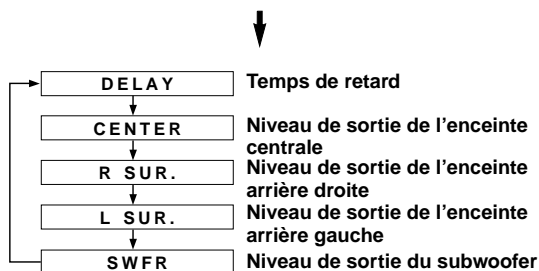 DELAY Temps de retard
CENTER Niveau de sortie de l'enceinte
centrale
R SUR. Niveau de sortie de l'enceinte
arrière droite
L SUR. Niveau de sortie de l'enceinte
arrière gauche
SWFR Niveau de sortie du subwoofer